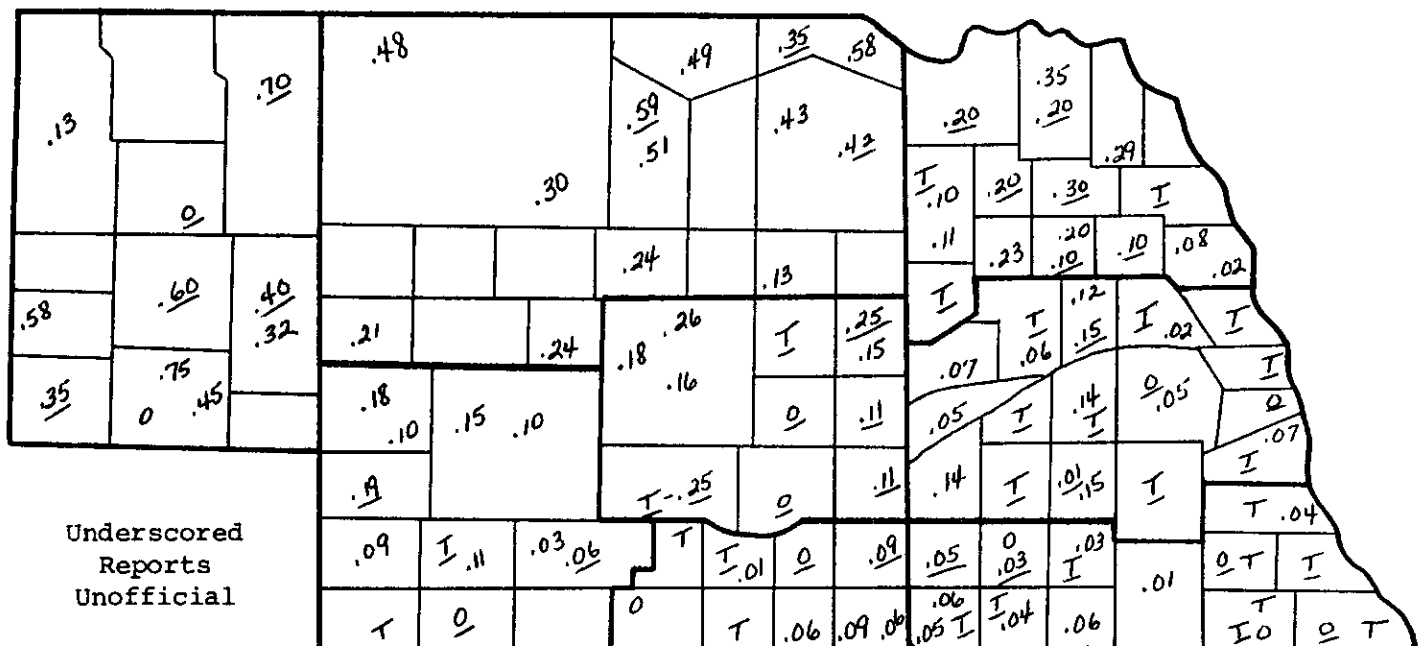 .48 .49 .35 .58
.13 .70 .59 .51 .43 .42 .20 .35 .20 .29
0 .30 T .10 .20 .30 T
.24 .13 .11 .23 .20 .10 .10 .08 .02
.58 .60 .40 .32 .21 .24 .26 .18 .16 T .25 .15 T T .06 .12 .15 T .02 T
.35 .75 0 .45 .18 .10 .15 .10 0 .11 .07 .05 T .14 T 0 .05 T 0 .07
.19 T-.25 0 .11 .14 T .01 .15 T T
Underscored
Reports
Unofficial
.09 T .11 .03 .06 T T .01 0 .09 .05 0 .03 .03 T .01 T .04 0 T T
T 0 0 T .06 .09 .06 .06 .05 T T .04 .06 T T 0 0 T